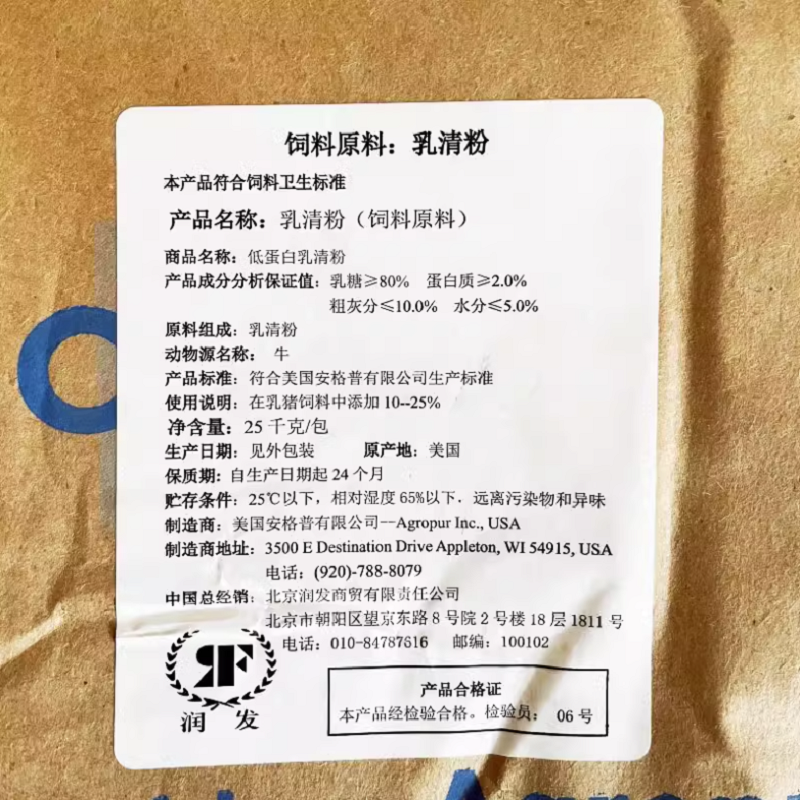 饲料原料：乳清粉
本产品符合饲料卫生标准
产品名称：乳清粉（饲料原料）
商品名称：低蛋白乳清粉
产品成分分析保证值：乳糖≥80%  蛋白质≥2.0%
粗灰分≤10.0%  水分≤5.0%
原料组成：乳清粉
动物源名称： 牛
产品标准：符合美国安格普有限公司生产标准
使用说明：在乳猪饲料中添加10--25%
净含量：25千克/包
生产日期：见外包装  原产地：美国
保质期：自生产日期起24个月
贮存条件：25℃以下，相对湿度65%以下．远离污染物和异味
制造商：美国安格普有限公司--Agropur Inc., USA
制造商地址：3500 E Destination Drive Appleton, WI 54915, USA
电话：(920)-788-8079
中国总经销：北京润发商贸有限责任公司
北京市朝阳区望京东路8号院2号楼18层1811号
电话：010-84787616  邮编：100102
润 发
产品合格证
本产品经检验合格。检验员： 06号